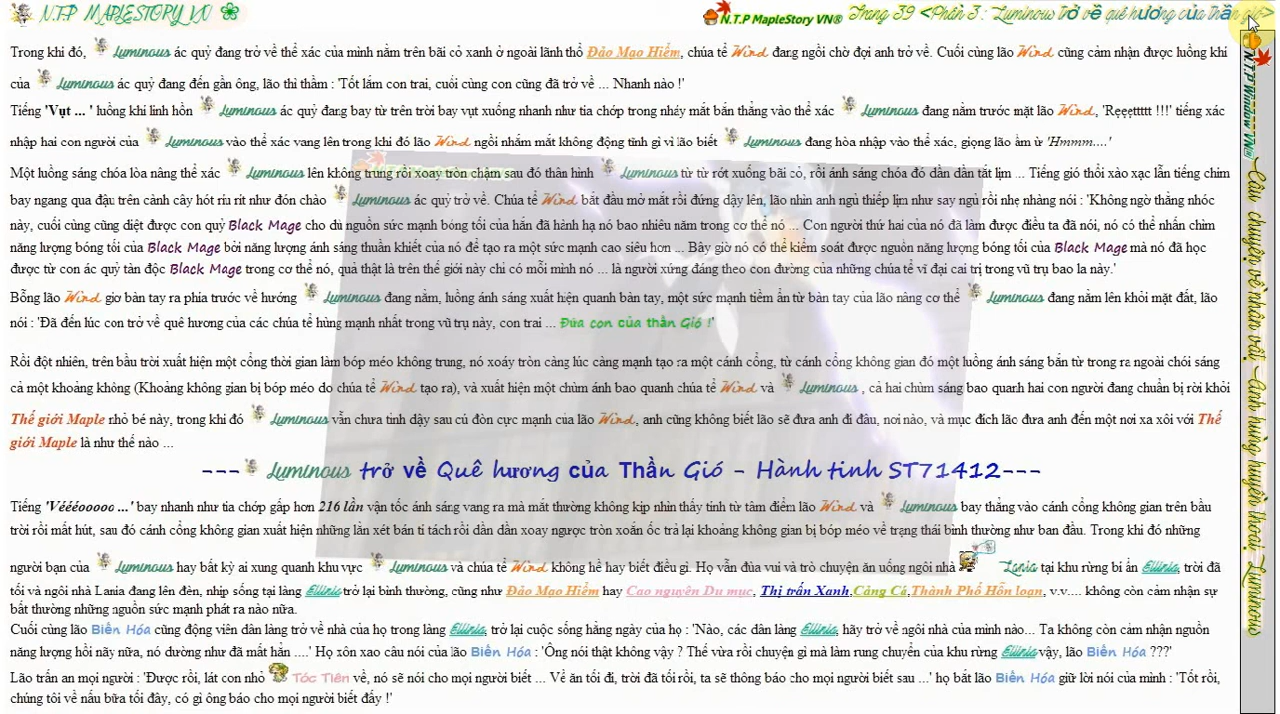 N.T.P MAPLESTORY VN
N.T.P MapleStory VN® Trang 39 <Phần 3 : Luminous trở về quê hương của thần gió>
Trong khi đó, Luminous ác quỷ đang trở về thể xác của mình nằm trên bãi cỏ xanh ở ngoài lãnh thổ Đảo Mạo Hiểm, chúa tể Wind đang ngồi chờ đợi anh trở về. Cuối cùng lão Wind cũng cảm nhận được luồng khí
của Luminous ác quỷ đang đến gần ông, lão thì thầm : 'Tốt lắm con trai, cuối cùng con cũng đã trở về ... Nhanh nào !'
Tiếng 'Vụt ... ' luồng khí linh hồn Luminous ác quỷ đang bay từ trên trời bay vụt xuống nhanh như tia chớp trong nháy mắt bắn thẳng vào thể xác Luminous đang nằm trước mặt lão Wind, 'Rẹẹttttt !!!' tiếng xác
nhập hai con người của Luminous vào thể xác vang lên trong khi đó lão Wind ngồi nhắm mắt không động tĩnh gì vì lão biết Luminous đang hòa nhập vào thể xác, giọng lão ầm ừ 'Hmmm....'
Một luồng sáng chóa lòa nâng thể xác Luminous lên không trung rồi xoay tròn chậm sau đó thân hình Luminous từ từ rớt xuống bãi cỏ, rồi ánh sáng chóa đó dần dần tắt lịm ... Tiếng gió thổi xào xạc lẫn tiếng chim
bay ngang qua đậu trên cành cây hót ríu rít như đón chào Luminous ác quỷ trở về. Chúa tể Wind bắt đầu mở mắt rồi đứng dậy lên, lão nhìn anh ngủ thiếp lịm như say ngủ rồi nhẹ nhàng nói : 'Không ngờ thằng nhóc
này, cuối cùng cũng diệt được con quỷ Black Mage cho dù nguồn sức mạnh bóng tối của hắn đã hành hạ nó bao nhiêu năm trong cơ thể nó ... Con người thứ hai của nó đã làm được điều ta đã nói, nó có thể nhấn chìm
năng lượng bóng tối của Black Mage bởi năng lượng ánh sáng thuần khiết của nó để tạo ra một sức mạnh cao siêu hơn ... Bây giờ nó có thể kiểm soát được nguồn năng lượng bóng tối của Black Mage mà nó đã học
được từ con ác quỷ tàn độc Black Mage trong cơ thể nó, quả thật là trên thế giới này chỉ có mỗi mình nó ... là người xứng đáng theo con đường của những chúa tể vĩ đại cai trị trong vũ trụ bao la này.'
Bỗng lão Wind giơ bàn tay ra phía trước về hướng Luminous đang nằm, luồng ánh sáng xuất hiện quanh bàn tay, một sức mạnh tiềm ẩn từ bàn tay của lão nâng cơ thể Luminous đang nằm lên khỏi mặt đất, lão
nói : 'Đã đến lúc con trở về quê hương của các chúa tể hùng mạnh nhất trong vũ trụ này, con trai ... Đứa con của thần Gió !'
Rồi đột nhiên, trên bầu trời xuất hiện một cổng thời gian làm bóp méo không trung, nó xoáy tròn càng lúc càng mạnh tạo ra một cánh cổng, từ cánh cổng không gian đó một luồng ánh sáng bắn từ trong ra ngoài chói sáng
cả một khoảng không (Khoảng không gian bị bóp méo do chúa tể Wind tạo ra), và xuất hiện một chùm ánh bao quanh chúa tể Wind và Luminous , cả hai chùm sáng bao quanh hai con người đang chuẩn bị rời khỏi
Thế giới Maple nhỏ bé này, trong khi đó Luminous vẫn chưa tỉnh dậy sau cú đòn cực mạnh của lão Wind, anh cũng không biết lão sẽ đưa anh đi đâu, nơi nào, và mục đích lão đưa anh đến một nơi xa xôi với Thế
giới Maple là như thế nào ...
---Luminous trở về Quê hương của Thần Gió - Hành tinh ST71412---
Tiếng 'Vééécooooo ...' bay nhanh như tia chớp gấp hơn 216 lần vận tốc ánh sáng vang ra mà mắt thường không kịp nhìn thấy tính từ tâm điểm lão Wind và Luminous bay thẳng vào cánh cổng không gian trên bầu
trời rồi mất hút, sau đó cánh cổng không gian xuất hiện những lằn xét bán tí tách rồi dần dần xoay ngược tròn xoắn ốc trả lại khoảng không gian bị bóp méo về trạng thái bình thường như ban đầu. Trong khi đó những
người bạn của Luminous hay bất kỳ ai xung quanh khu vực Luminous và chúa tể Wind không hề hay biết điều gì. Họ vẫn đùa vui và trò chuyện ăn uống ngôi nhà Lania tại khu rừng bí ẩn Ellinia, trời đã
tối và ngôi nhà Lania đang lên đèn, nhịp sống tại làng Ellinia trở lại bình thường, cũng như Đảo Mạo Hiểm hay Cao nguyên Du mục, Thị trấn Xanh,Cảng Cá,Thành Phố Hỗn loạn, v.v.... không còn cảm nhận sự
bất thường những nguồn sức mạnh phát ra nào nữa.
Cuối cùng lão Biến Hóa cũng động viên dân làng trở về nhà của họ trong làng Ellinia, trở lại cuộc sống hằng ngày của họ : 'Nào, các dân làng Ellinia, hãy trở về ngôi nhà của mình nào... Ta không còn cảm nhận nguồn
năng lượng hồi nãy nữa, nó dường như đã mất hẳn ....' Họ xôn xao câu nói của lão Biến Hóa : 'Ông nói thật không vậy ? Thế vừa rồi chuyện gì mà làm rung chuyển của khu rừng Ellinia vậy, lão Biến Hóa ???'
Lão trấn an mọi người : 'Được rồi, lát con nhỏ Tóc Tiên về, nó sẽ nói cho mọi người biết ... Về ăn tối đi, trời đã tối rồi, ta sẽ thông báo cho mọi người biết sau ...' họ bắt lão Biến Hóa giữ lời nói của mình : 'Tốt rồi,
chúng tôi về nấu bữa tối đây, có gì ông báo cho mọi người biết đấy !'
N.T.P Window VN®
Câu chuyện về nhân vật Anh hùng huyền thoại Luminous